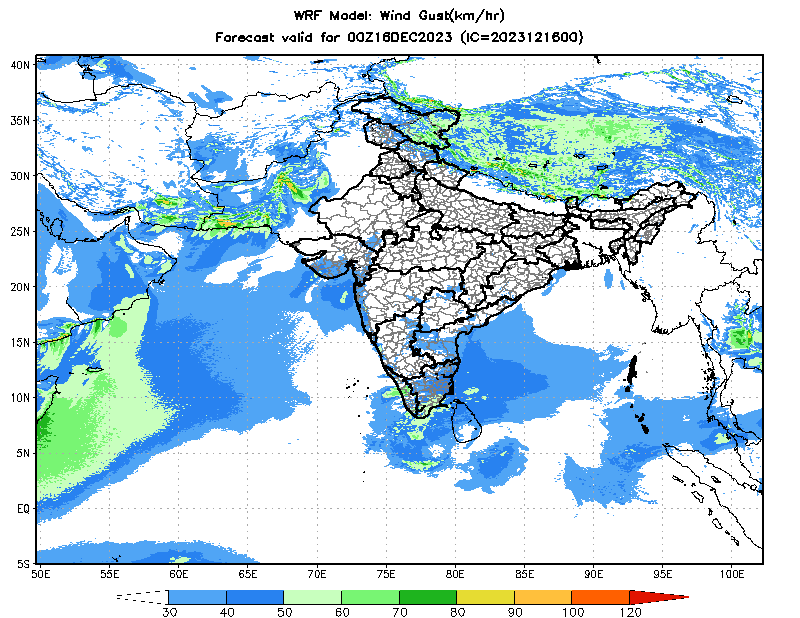 WRF Model: Wind Gust(km/hr)
Forecast valid for 00Z16DEC2023 (IC=2023121600)
40N
35N
30N
25N
20N
15N
10N
5N
EQ
5S
50E 55E 60E 65E 70E 75E 80E 85E 90E 95E 100E
30 40 50 60 70 80 90 100 120